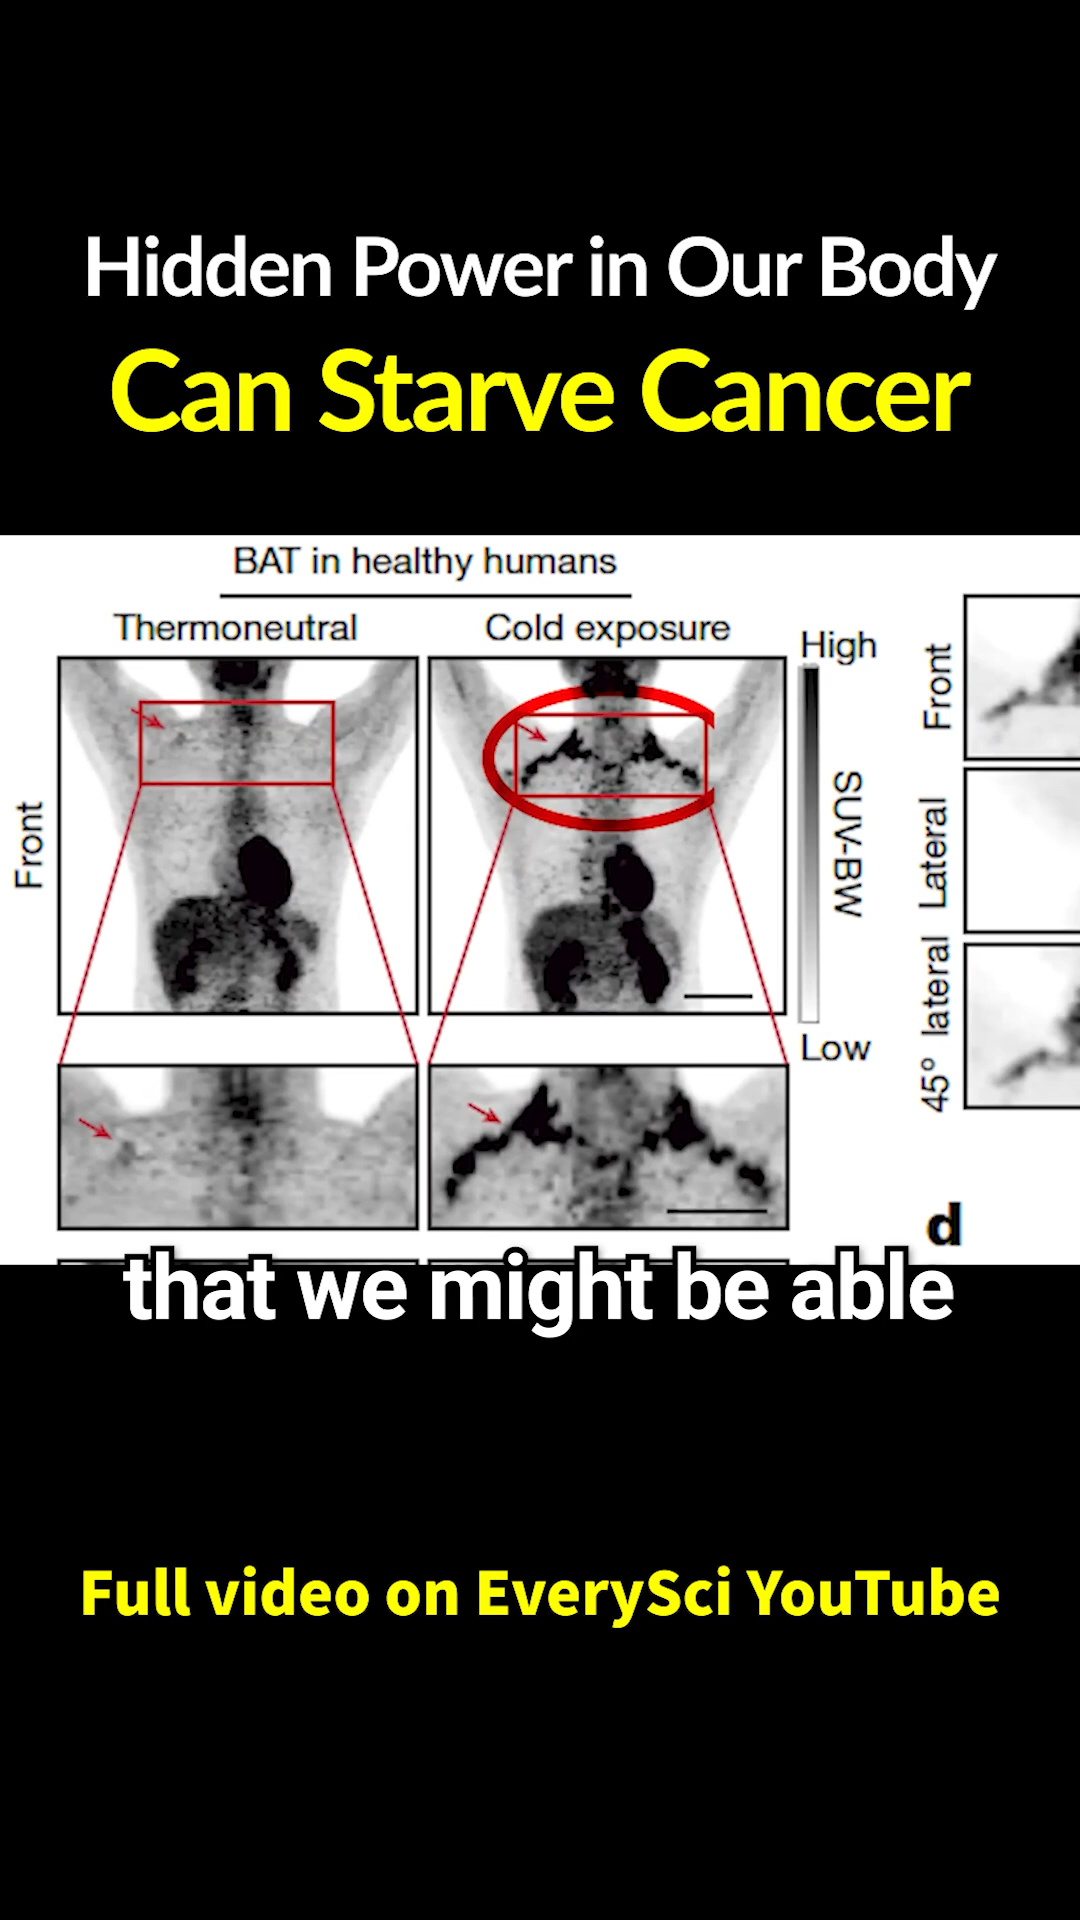 Hidden Power in Our Body
Can Starve Cancer
BAT in healthy humans
Thermoneutral
Cold exposure
High
SUV-BW
Low
Front
Front
Lateral
45° lateral
d
that we might be able
Full video on EverySci YouTube